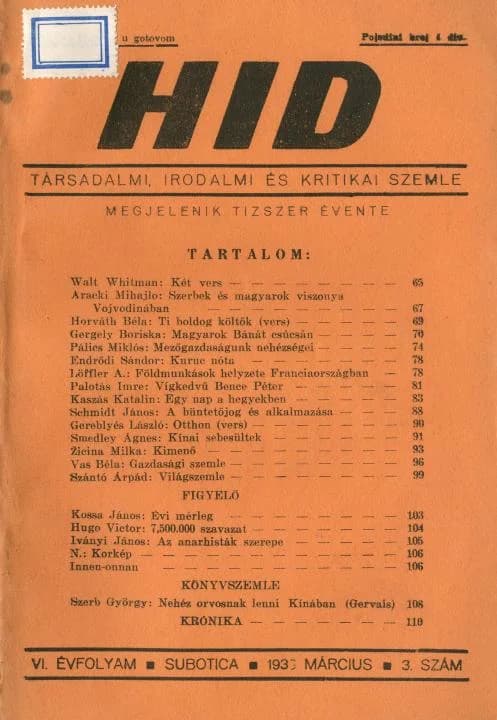 u gotovom
Pojedini broj 4 din.
HID
TÁRSADALMI, IRODALMI ÉS KRITIKAI SZEMLE
MEGJELENIK TIZSZER ÉVENTE
TARTALOM:
Walt Whitman: Két vers — 65
Aracki Mihajlo: Szerbek és magyarok viszonya
Vojvodinában — 67
Horváth Béla: Ti boldog költők (vers) — 69
Gergely Boriska: Magyarok Bánát csúcsán — 70
Pálics Miklós: Mezőgazdaságunk nehézségei — 74
Endrődi Sándor: Kuruc nóta — 78
Löffler A.: Földmunkások helyzete Franciaországban — 78
Palotás Imre: Vígkedvű Bence Péter — 81
Kaszás Katalin: Egy nap a hegyekben — 83
Schmidt János: A büntetőjog és alkalmazása — 88
Gereblyés László: Otthon (vers) — 90
Smedley Ágnes: Kínai sebesültek — 91
Žicina Milka: Kimenő — 93
Vas Béla: Gazdasági szemle — 96
Szántó Árpád: Világszemle — 99
FIGYELŐ
Kossa János: Évi mérleg — 103
Hugo Victor: 7,500.000 szavazat — 104
Iványi János: Az anarhisták szerepe — 105
N.: Korkép — 106
Innen-onnan — 106
KÖNYVSZEMLE
Szerb György: Nehéz orvosnak lenni Kínában (Gervais) 108
KRÓNIKA — 110
VI. ÉVFOLYAM ■ SUBOTICA ■ MÁRCIUS ■ 3. SZÁM